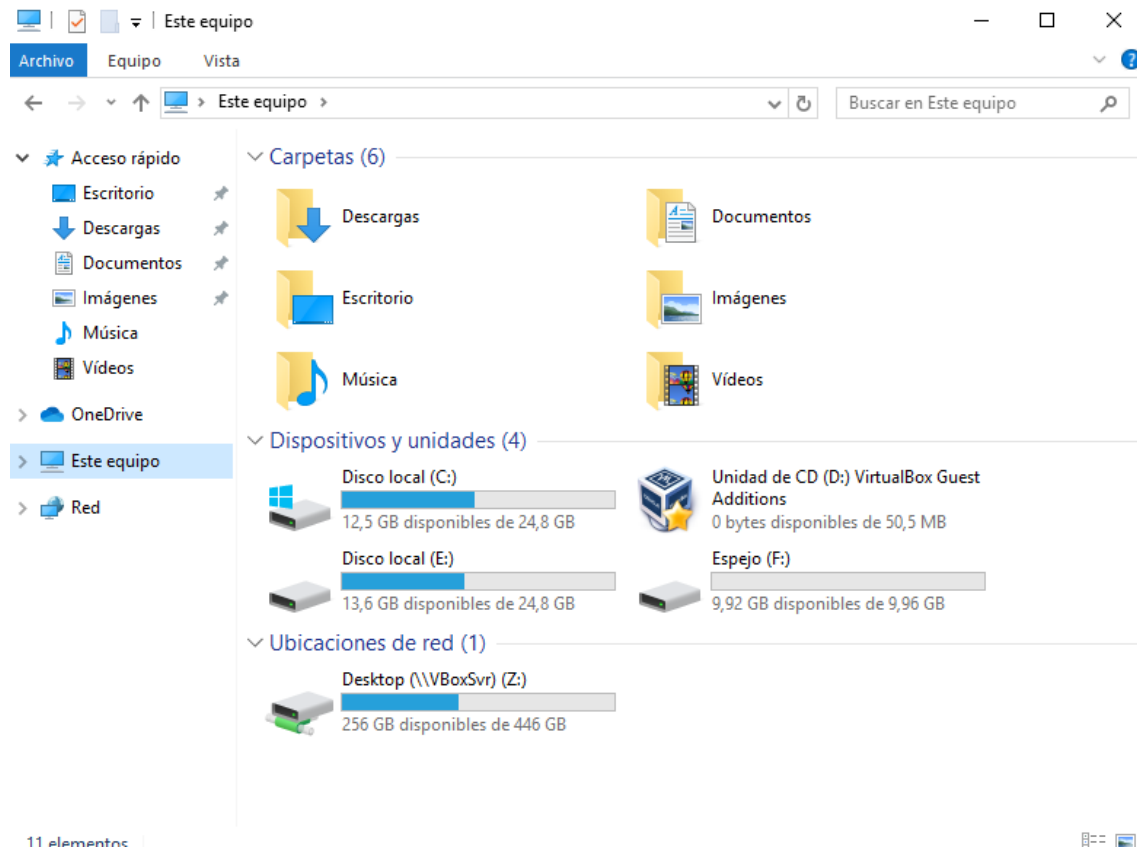 Este equipo
Archivo Equipo Vista
?
Este equipo
Buscar en Este equipo
Acceso rápido
Escritorio
Descargas
Documentos
Imágenes
Música
Vídeos
OneDrive
Este equipo
Red
Carpetas (6)
Descargas
Documentos
Escritorio
Imágenes
Música
Vídeos
Dispositivos y unidades (4)
Disco local (C:)
12,5 GB disponibles de 24,8 GB
Unidad de CD (D:) VirtualBox Guest
Additions
0 bytes disponibles de 50,5 MB
Disco local (E:)
13,6 GB disponibles de 24,8 GB
Espejo (F:)
9,92 GB disponibles de 9,96 GB
Ubicaciones de red (1)
Desktop (\\VBoxSvr) (Z:)
256 GB disponibles de 446 GB
11 elementos